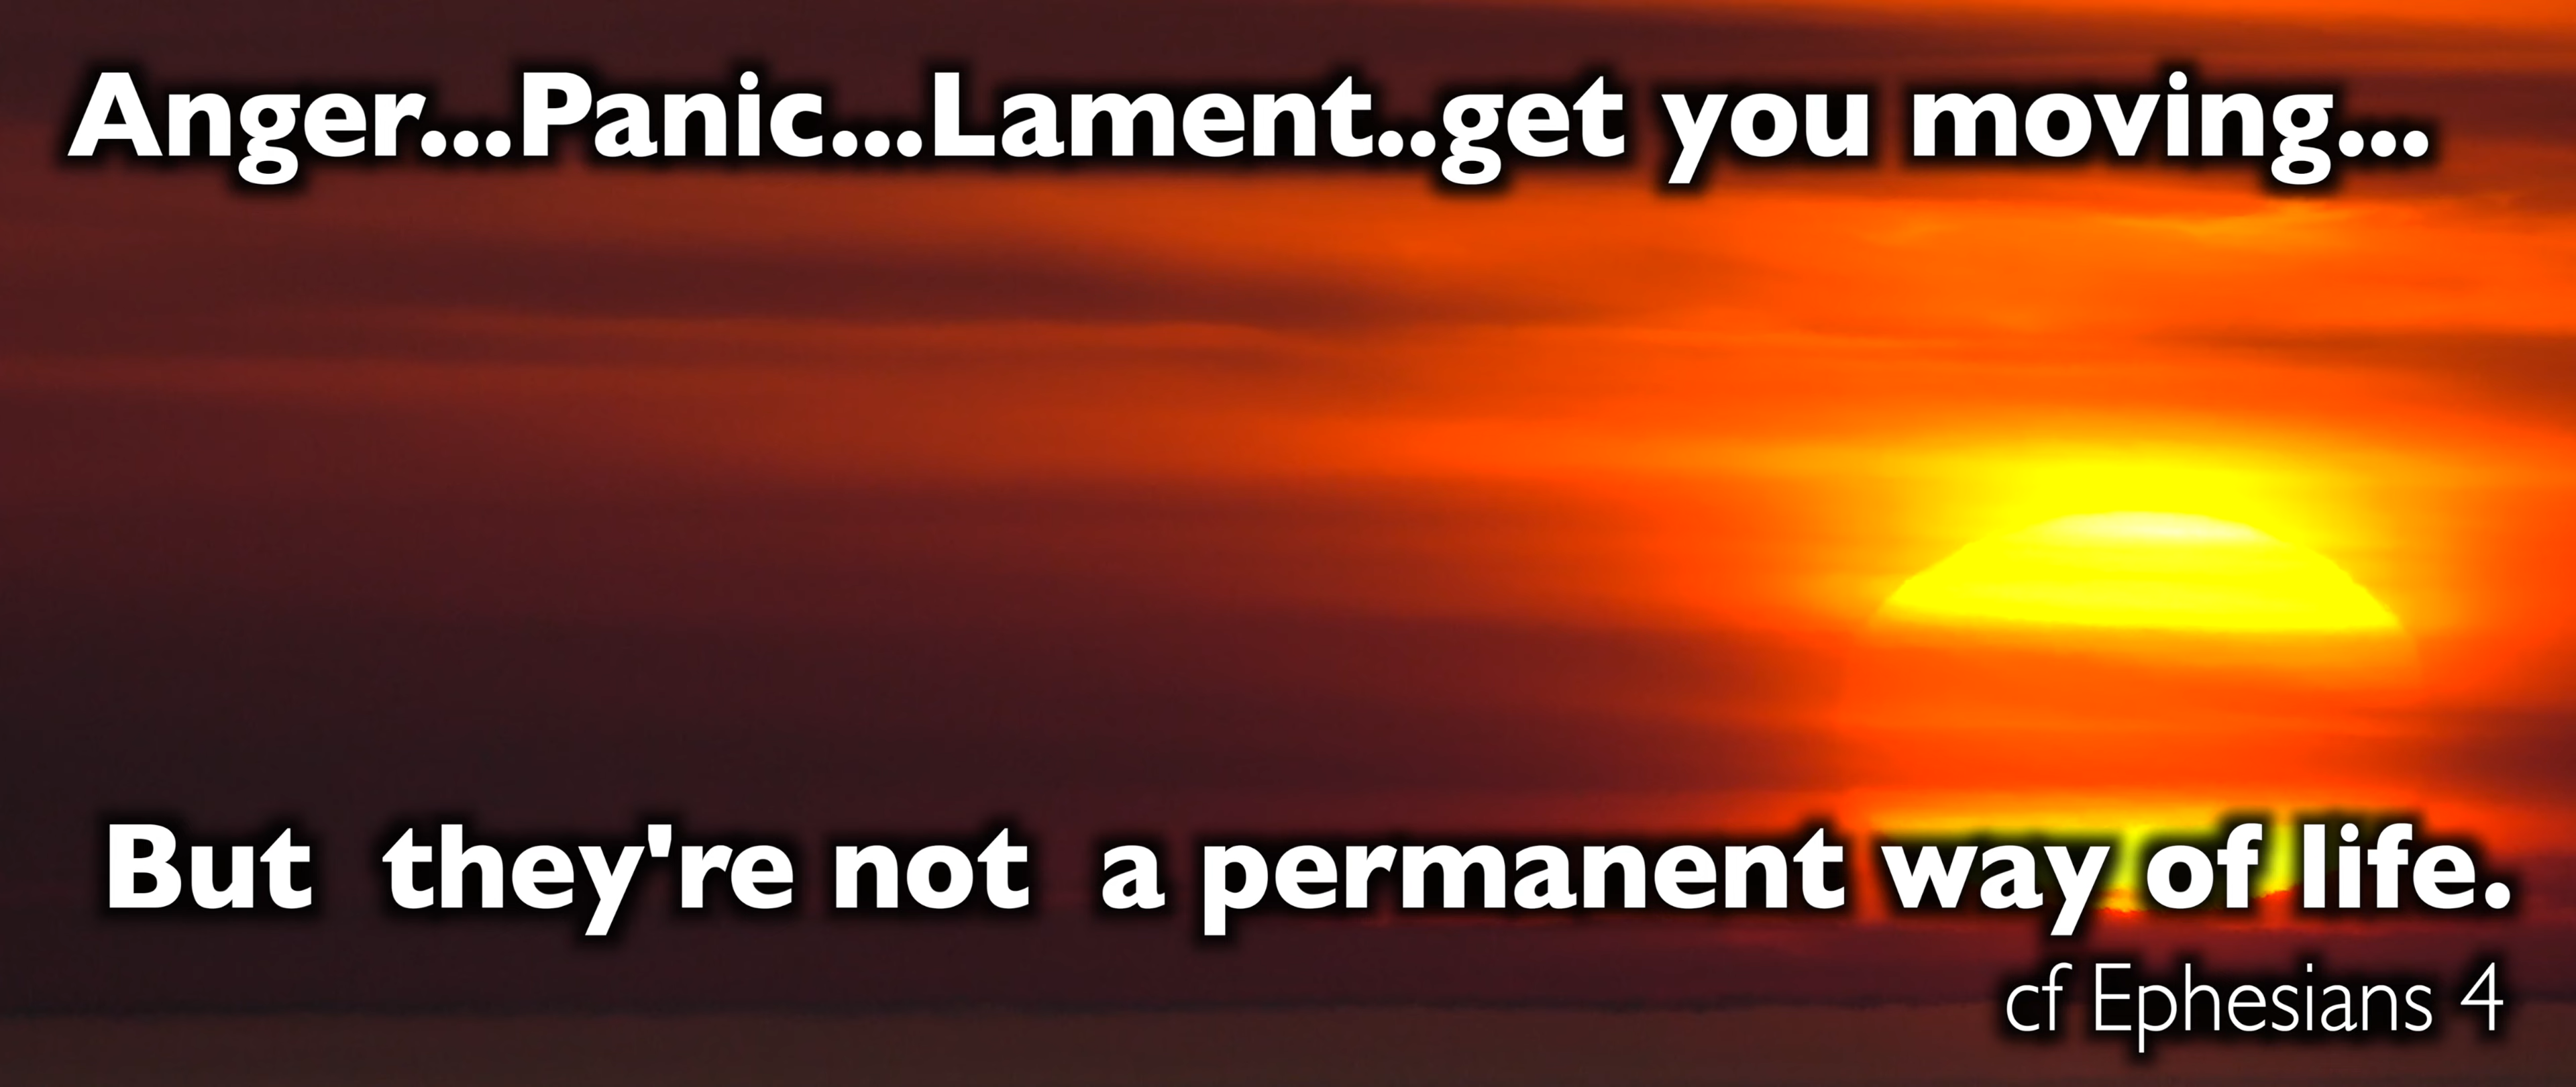 Anger...Panic...Lament..get you moving...
But  they're not  a permanent way of life.
cf Ephesians 4